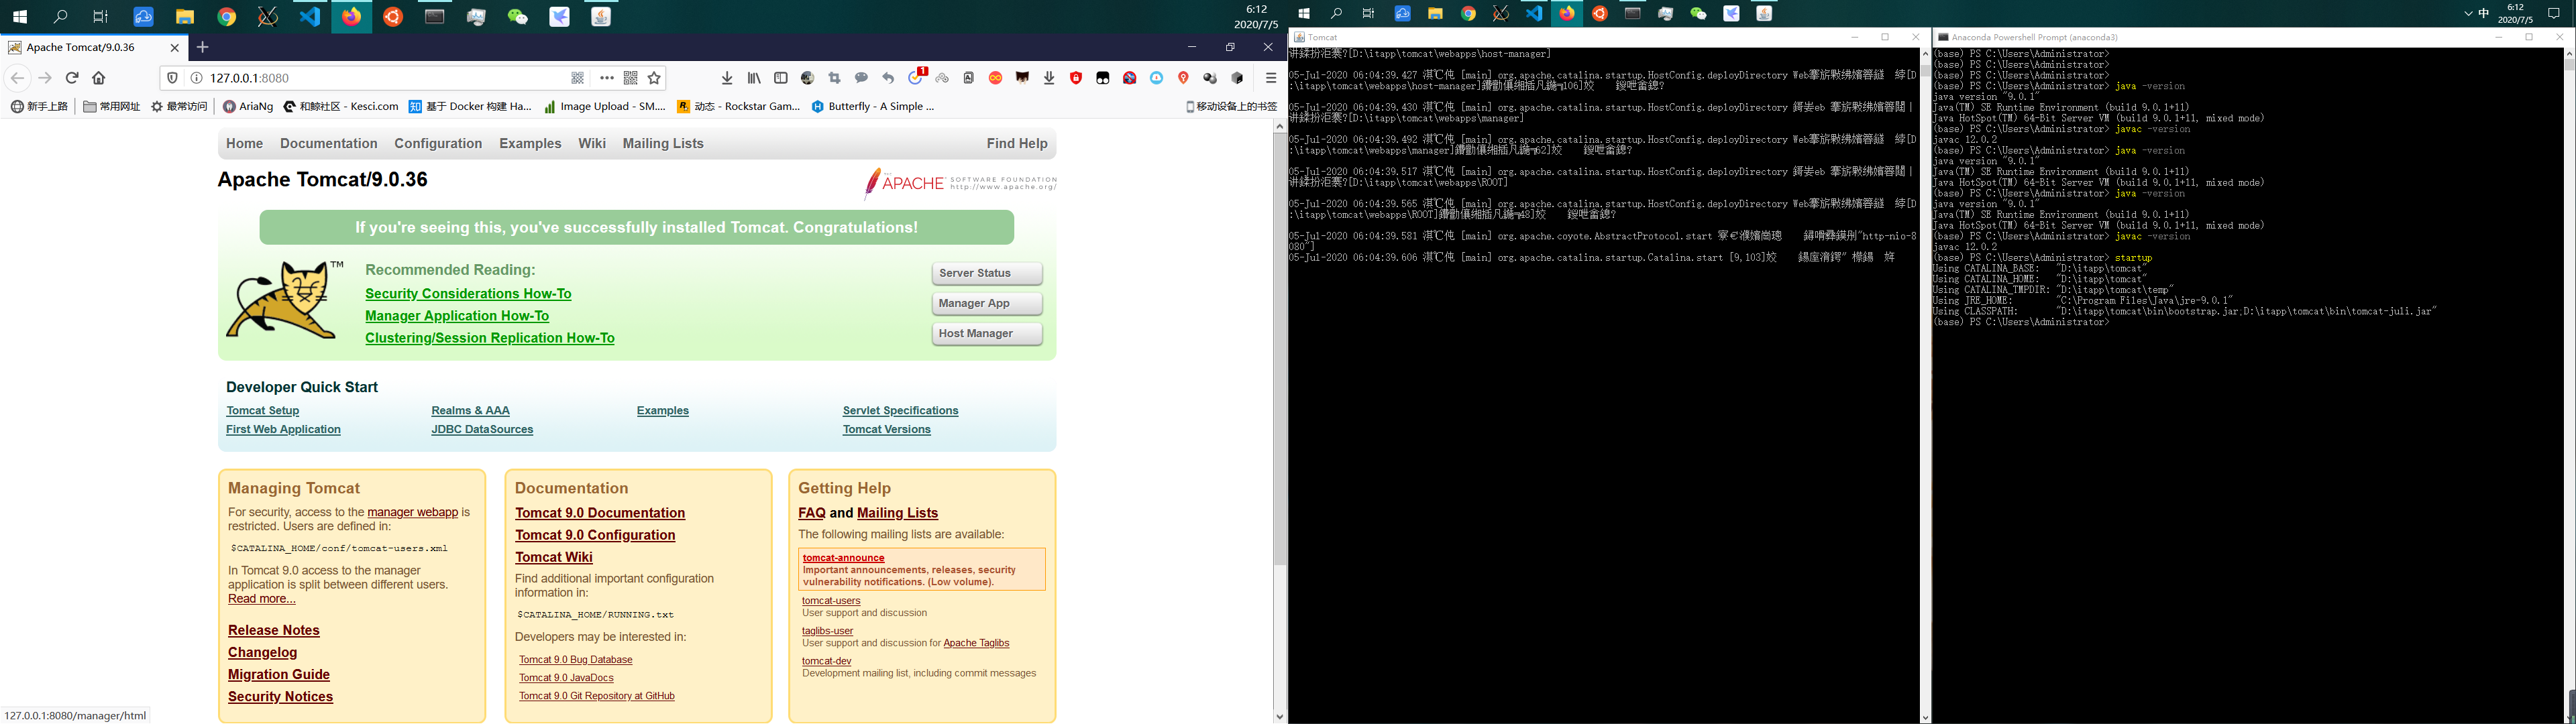 6:12
2020/7/5
Apache Tomcat/9.0.36
127.0.0.1:8080
1
新手上路
常用网址
最常访问
AriaNg
和鲸社区 - Kesci.com
基于 Docker 构建 Ha...
Image Upload - SM....
动态 - Rockstar Gam...
Butterfly - A Simple ...
移动设备上的书签
Home
Documentation
Configuration
Examples
Wiki
Mailing Lists
Find Help
Apache Tomcat/9.0.36
APACHE
SOFTWARE FOUNDATION
http://www.apache.org/
If you're seeing this, you've successfully installed Tomcat. Congratulations!
TM
Recommended Reading:
Security Considerations How-To
Manager Application How-To
Clustering/Session Replication How-To
Server Status
Manager App
Host Manager
Developer Quick Start
Tomcat Setup
First Web Application
Realms & AAA
JDBC DataSources
Examples
Servlet Specifications
Tomcat Versions
Managing Tomcat
For security, access to the manager webapp is
restricted. Users are defined in:
$CATALINA_HOME/conf/tomcat-users.xml
In Tomcat 9.0 access to the manager
application is split between different users.
Read more...
Release Notes
Changelog
Migration Guide
Security Notices
Documentation
Tomcat 9.0 Documentation
Tomcat 9.0 Configuration
Tomcat Wiki
Find additional important configuration
information in:
$CATALINA_HOME/RUNNING.txt
Developers may be interested in:
Tomcat 9.0 Bug Database
Tomcat 9.0 JavaDocs
Tomcat 9.0 Git Repository at GitHub
Getting Help
FAQ and Mailing Lists
The following mailing lists are available:
tomcat-announce
Important announcements, releases, security
vulnerability notifications. (Low volume).
tomcat-users
User support and discussion
taglibs-user
User support and discussion for Apache Taglibs
tomcat-dev
Development mailing list, including commit messages
127.0.0.1:8080/manager/html
中
6:12
2020/7/5
Tomcat
[D:\itapp\tomcat\webapps\host-manager]
05-Jul-2020 06:04:39.427 [main] org.apache.catalina.startup.HostConfig.deployDirectory Web [D
:\itapp\tomcat\webapps\host-manager] 106]
05-Jul-2020 06:04:39.430 [main] org.apache.catalina.startup.HostConfig.deployDirectory eb
[D:\itapp\tomcat\webapps\manager]
05-Jul-2020 06:04:39.492 [main] org.apache.catalina.startup.HostConfig.deployDirectory Web [D
:\itapp\tomcat\webapps\manager] 62]
05-Jul-2020 06:04:39.517 [main] org.apache.catalina.startup.HostConfig.deployDirectory eb
[D:\itapp\tomcat\webapps\ROOT]
05-Jul-2020 06:04:39.565 [main] org.apache.catalina.startup.HostConfig.deployDirectory Web [D
:\itapp\tomcat\webapps\ROOT] 48]
05-Jul-2020 06:04:39.581 [main] org.apache.coyote.AbstractProtocol.start "http-nio-8
080"]
05-Jul-2020 06:04:39.606 [main] org.apache.catalina.startup.Catalina.start [9,103]
Anaconda Powershell Prompt (anaconda3)
(base) PS C:\Users\Administrator>
(base) PS C:\Users\Administrator>
(base) PS C:\Users\Administrator>
(base) PS C:\Users\Administrator> java -version
java version "9.0.1"
Java(TM) SE Runtime Environment (build 9.0.1+11)
Java HotSpot(TM) 64-Bit Server VM (build 9.0.1+11, mixed mode)
(base) PS C:\Users\Administrator> javac -version
javac 12.0.2
(base) PS C:\Users\Administrator> java -version
java version "9.0.1"
Java(TM) SE Runtime Environment (build 9.0.1+11)
Java HotSpot(TM) 64-Bit Server VM (build 9.0.1+11, mixed mode)
(base) PS C:\Users\Administrator> java -version
java version "9.0.1"
Java(TM) SE Runtime Environment (build 9.0.1+11)
Java HotSpot(TM) 64-Bit Server VM (build 9.0.1+11, mixed mode)
(base) PS C:\Users\Administrator> javac -version
javac 12.0.2
(base) PS C:\Users\Administrator> startup
Using CATALINA_BASE: "D:\itapp\tomcat"
Using CATALINA_HOME: "D:\itapp\tomcat"
Using CATALINA_TMPDIR: "D:\itapp\tomcat\temp"
Using JRE_HOME: "C:\Program Files\Java\jre-9.0.1"
Using CLASSPATH: "D:\itapp\tomcat\bin\bootstrap.jar;D:\itapp\tomcat\bin\tomcat-juli.jar"
(base) PS C:\Users\Administrator>